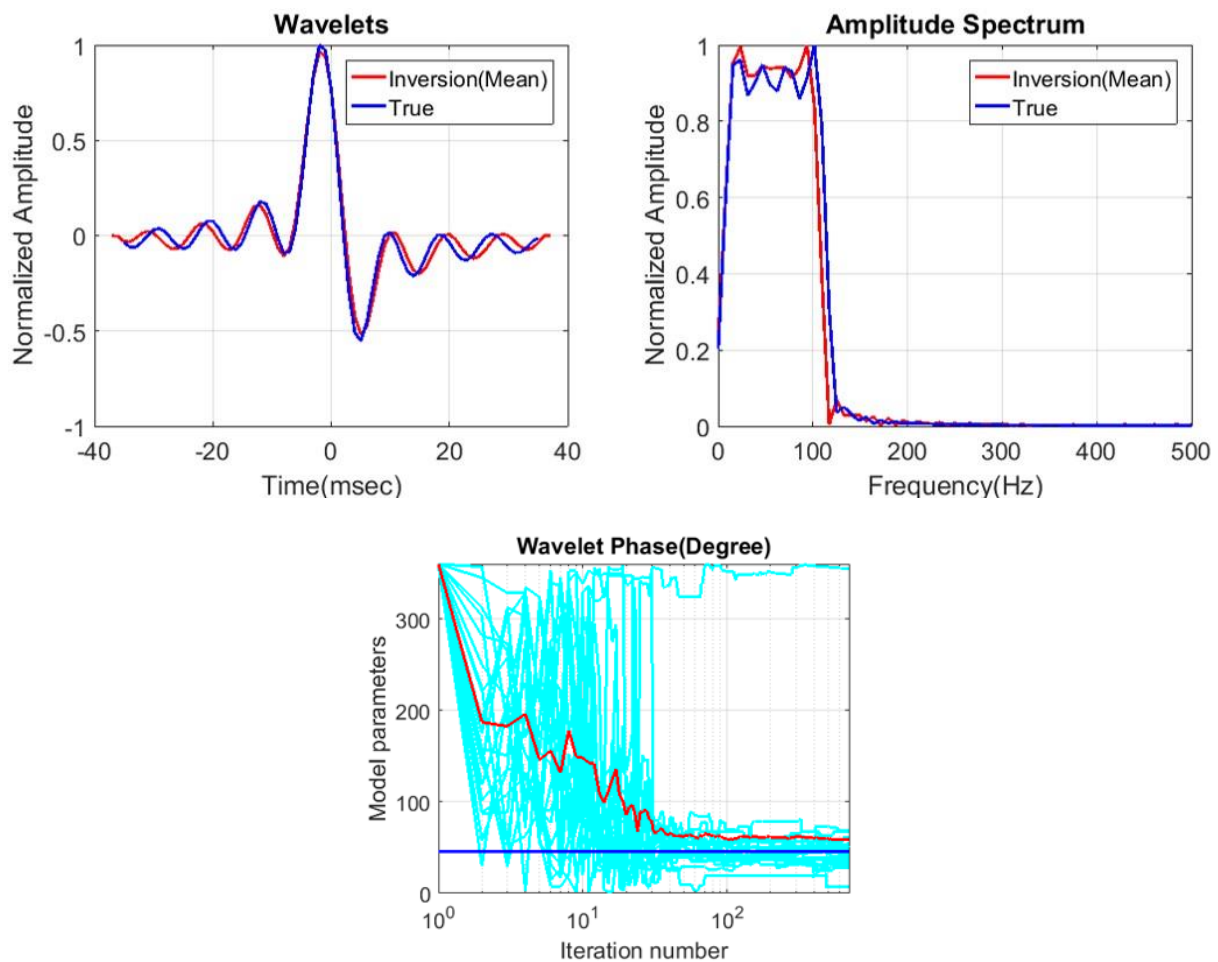 Wavelets
Normalized Amplitude
1
0.5
0
-0.5
-1
-40
-20
0
20
40
Time(msec)
Inversion(Mean)
True
Amplitude Spectrum
Normalized Amplitude
1
0.8
0.6
0.4
0.2
0
0
100
200
300
400
500
Frequency(Hz)
Inversion(Mean)
True
Wavelet Phase(Degree)
Model parameters
300
200
100
0
10^0
10^1
10^2
Iteration number